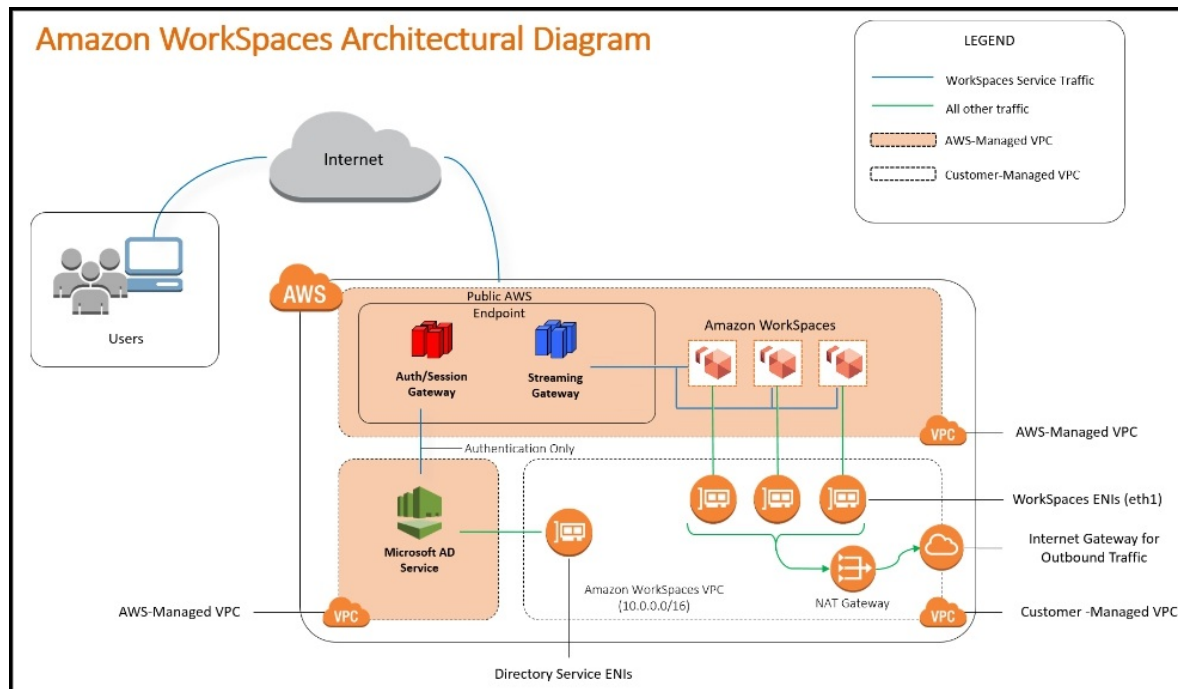 Amazon WorkSpaces Architectural Diagram
LEGEND
WorkSpaces Service Traffic
All other traffic
AWS-Managed VPC
Customer-Managed VPC
Internet
Users
AWS
Public AWS
Endpoint
Auth/Session
Gateway
Streaming
Gateway
Amazon WorkSpaces
VPC
AWS-Managed VPC
Authentication Only
Microsoft AD
Service
WorkSpaces ENIs (eth1)
Internet Gateway for
Outbound Traffic
NAT Gateway
Amazon WorkSpaces VPC
(10.0.0.0/16)
AWS-Managed VPC
VPC
VPC
Customer -Managed VPC
Directory Service ENIs